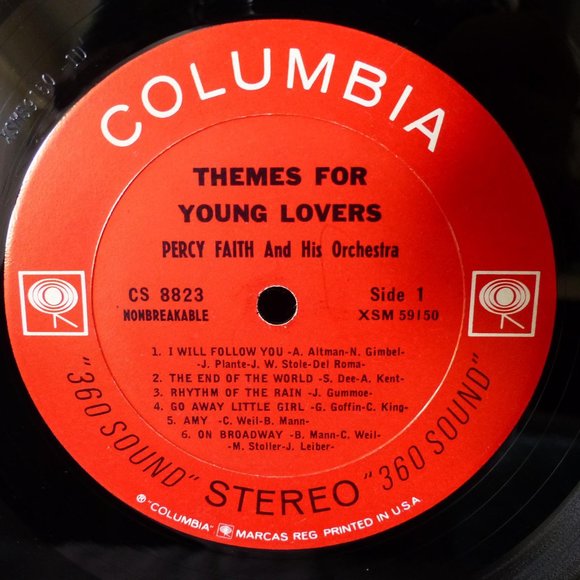 COLUMBIA
THEMES FOR
YOUNG LOVERS
PERCY FAITH And His Orchestra
CS 8823
NONBREAKABLE
Side 1
XSM 59150
1. I WILL FOLLOW YOU -A. Altman-N. Gimbel-
-J. Plante-J. W. Stole-Del Roma-
2. THE END OF THE WORLD -S. Dee-A. Kent-
3. RHYTHM OF THE RAIN -J. Gummoe-
4. GO AWAY LITTLE GIRL -G. Goffin-C. King-
5. AMY -C. Weil-B. Mann-
6. ON BROADWAY -B. Mann-C. Weil-
-M. Stoller-J. Leiber-
"360 SOUND" STEREO "360 SOUND"
® "COLUMBIA" MARCAS REG. PRINTED IN U.S.A.